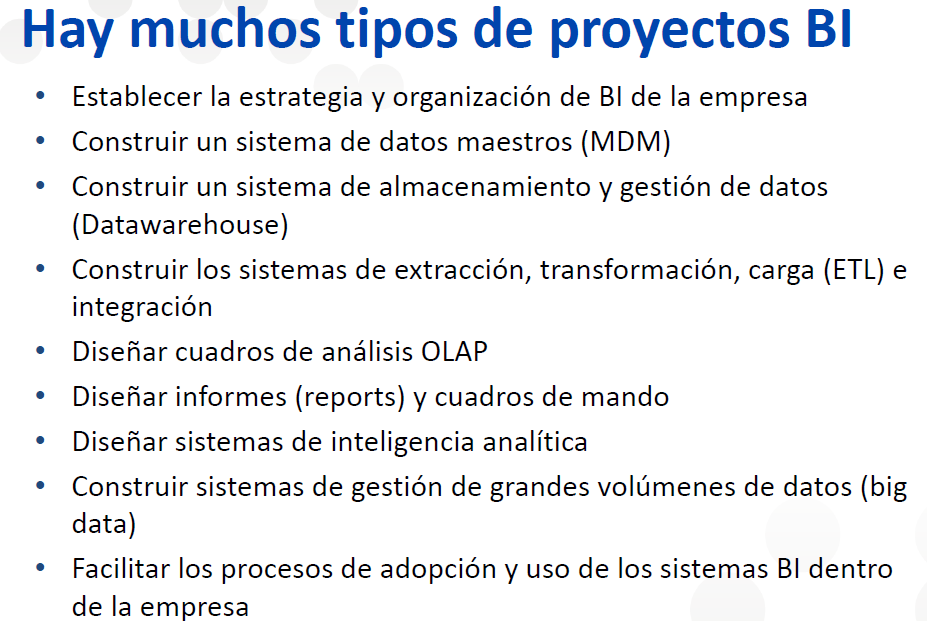 Hay muchos tipos de proyectos BI
• Establecer la estrategia y organización de BI de la empresa
• Construir un sistema de datos maestros (MDM)
• Construir un sistema de almacenamiento y gestión de datos
(Datawarehouse)
• Construir los sistemas de extracción, transformación, carga (ETL) e
integración
• Diseñar cuadros de análisis OLAP
• Diseñar informes (reports) y cuadros de mando
• Diseñar sistemas de inteligencia analítica
• Construir sistemas de gestión de grandes volúmenes de datos (big
data)
• Facilitar los procesos de adopción y uso de los sistemas BI dentro
de la empresa